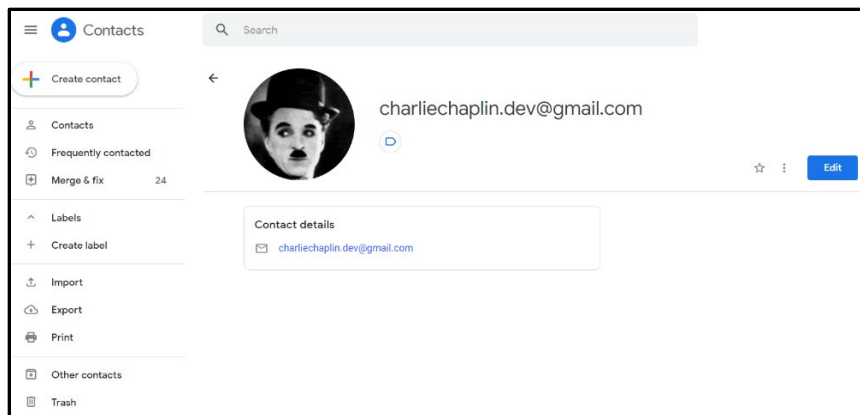 Contacts
Search
Create contact
charliechaplin.dev@gmail.com
Contacts
Frequently contacted
Merge & fix 24
Edit
Labels
Create label
Contact details
charliechaplin.dev@gmail.com
Import
Export
Print
Other contacts
Trash